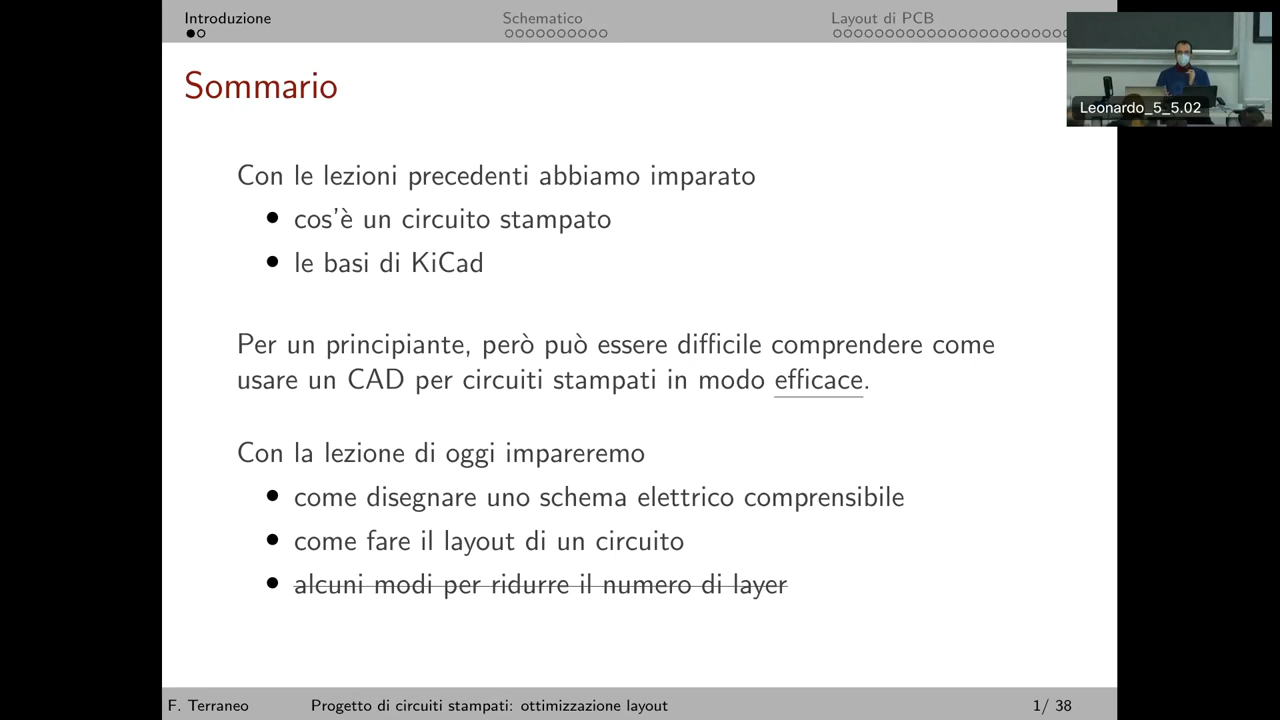 Introduzione
Schematico
Layout di PCB
Leonardo_5_5.02
Sommario
Con le lezioni precedenti abbiamo imparato
• cos'è un circuito stampato
• le basi di KiCad
Per un principiante, però può essere difficile comprendere come
usare un CAD per circuiti stampati in modo efficace.
Con la lezione di oggi impareremo
• come disegnare uno schema elettrico comprensibile
• come fare il layout di un circuito
• alcuni modi per ridurre il numero di layer
F. Terraneo
Progetto di circuiti stampati: ottimizzazione layout
1/ 38